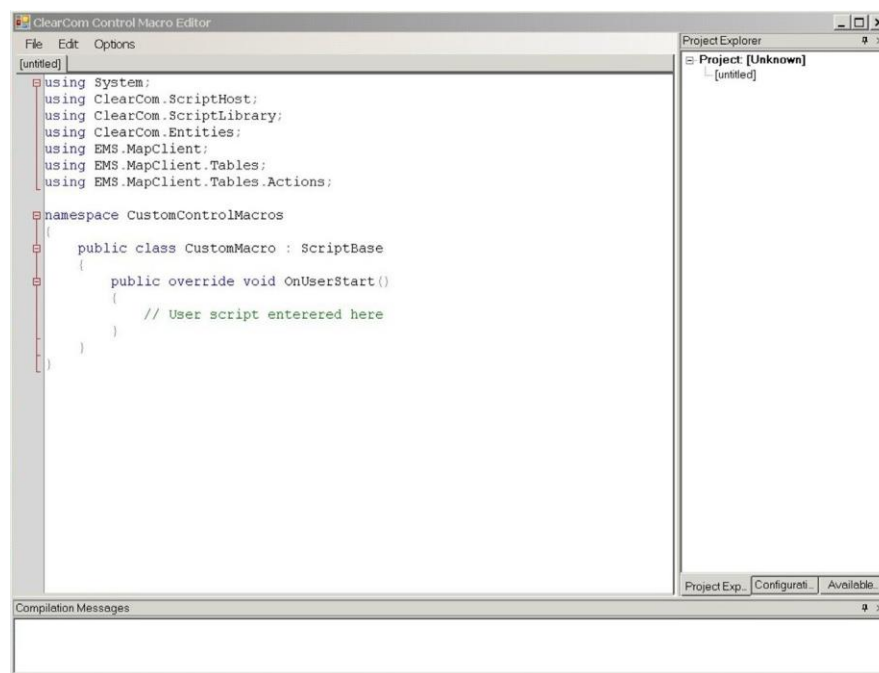 ClearCom Control Macro Editor
File Edit Options
[untitled]
using System;
using ClearCom.ScriptHost;
using ClearCom.ScriptLibrary;
using ClearCom.Entities;
using EMS.MapClient;
using EMS.MapClient.Tables;
using EMS.MapClient.Tables.Actions;
namespace CustomControlMacros
{
public class CustomMacro : ScriptBase
{
public override void OnUserStart()
{
// User script enterered here
}
}
}
Project Explorer
Project: [Unknown]
[untitled]
Project Exp... Configurati... Available...
Compilation Messages